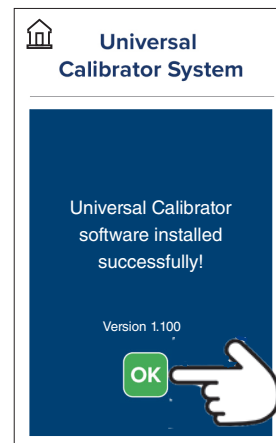 Universal
Calibrator System
Universal Calibrator
software installed
successfully!
Version 1.100
OK